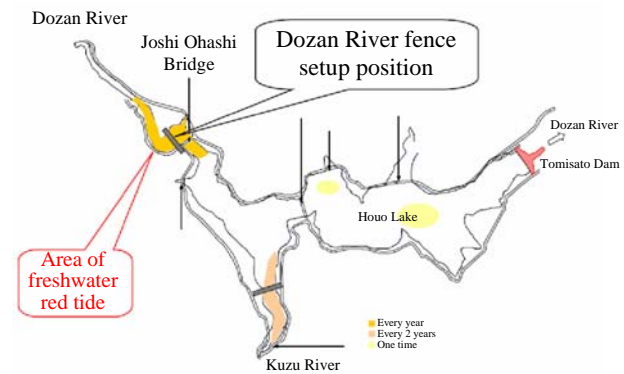 Dozan River
Joshi Ohashi
Bridge
Dozan River fence
setup position
Dozan River
Tomisato Dam
Houo Lake
Area of
freshwater
red tide
Every year
Every 2 years
One time
Kuzu River